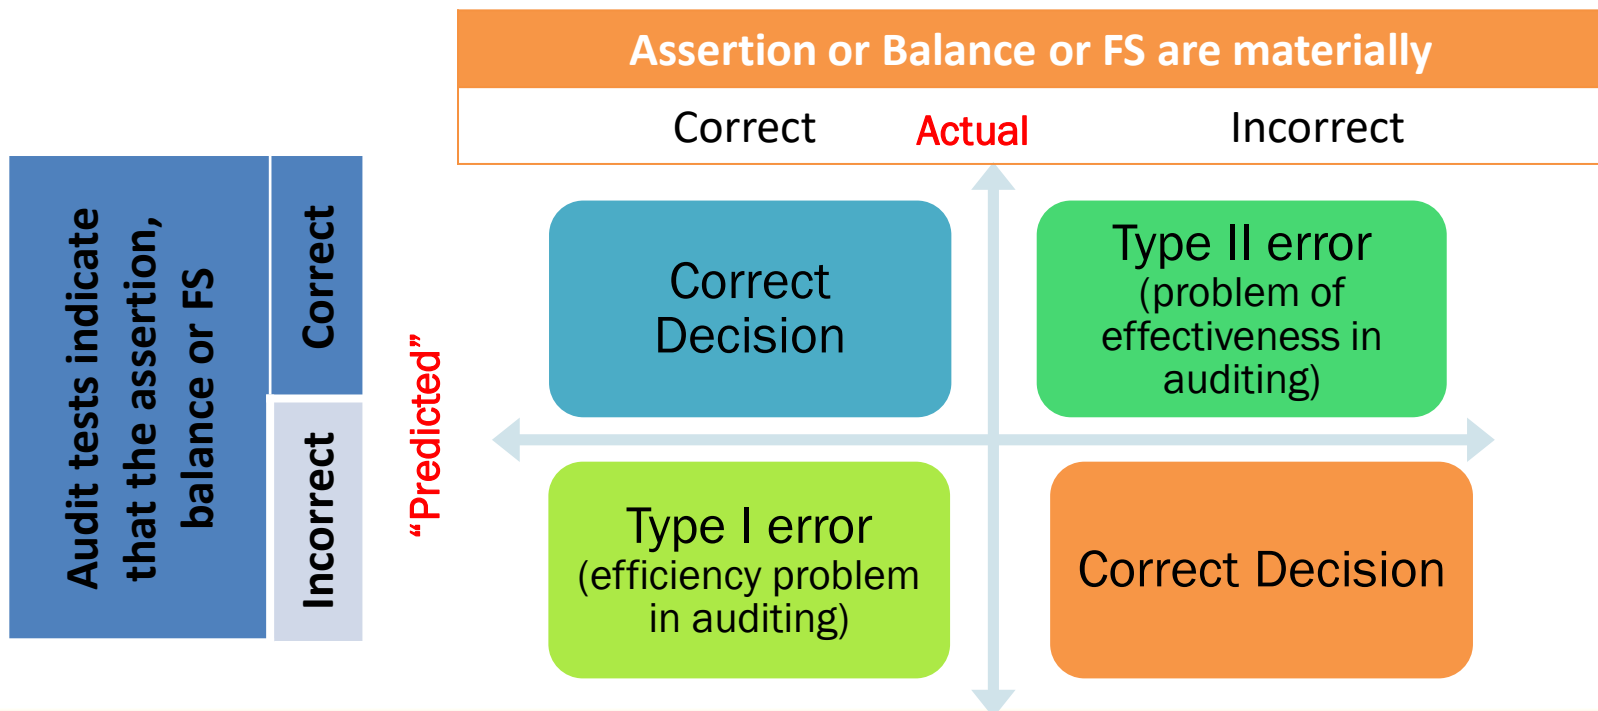 Assertion or Balance or FS are materially
Correct Actual Incorrect
Audit tests indicate
that the assertion,
balance or FS
Correct
Incorrect
“Predicted”
Correct
Decision
Type II error
(problem of
effectiveness in
auditing)
Type I error
(efficiency problem
in auditing)
Correct Decision